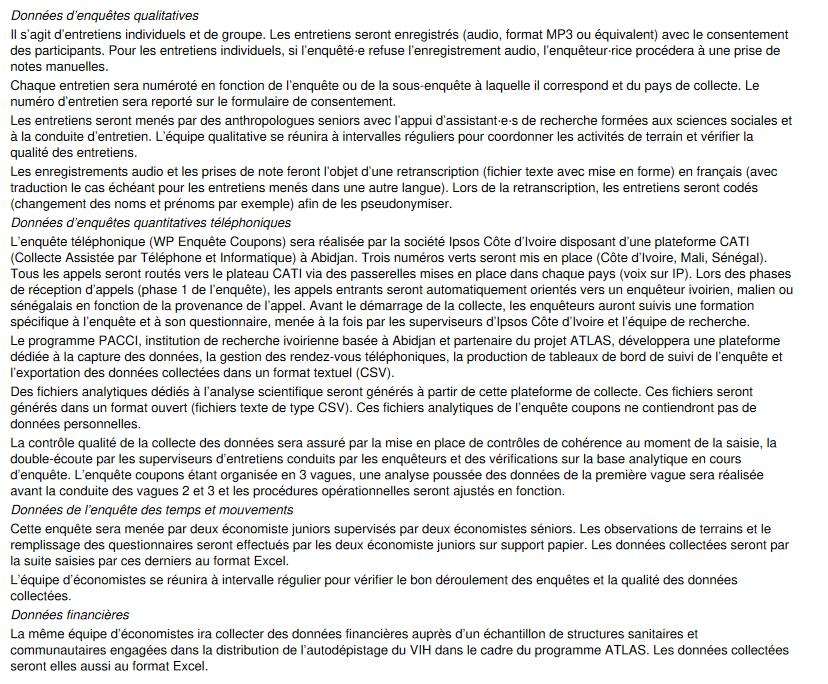 Données d'enquêtes qualitatives
Il s'agit d'entretiens individuels et de groupe. Les entretiens seront enregistrés (audio, format MP3 ou équivalent) avec le consentement
des participants. Pour les entretiens individuels, si l'enquêté·e refuse l'enregistrement audio, l'enquêteur·rice procédera à une prise de
notes manuelles.
Chaque entretien sera numéroté en fonction de l'enquête ou de la sous-enquête à laquelle il correspond et du pays de collecte. Le
numéro d'entretien sera reporté sur le formulaire de consentement.
Les entretiens seront menés par des anthropologues seniors avec l'appui d'assistant·e·s de recherche formées aux sciences sociales et
à la conduite d'entretien. L'équipe qualitative se réunira à intervalles réguliers pour coordonner les activités de terrain et vérifier la
qualité des entretiens.
Les enregistrements audio et les prises de note feront l'objet d'une retranscription (fichier texte avec mise en forme) en français (avec
traduction le cas échéant pour les entretiens menés dans une autre langue). Lors de la retranscription, les entretiens seront codés
(changement des noms et prénoms par exemple) afin de les pseudonymiser.
Données d'enquêtes quantitatives téléphoniques
L'enquête téléphonique (WP Enquête Coupons) sera réalisée par la société Ipsos Côte d'Ivoire disposant d'une plateforme CATI
(Collecte Assistée par Téléphone et Informatique) à Abidjan. Trois numéros verts seront mis en place (Côte d'Ivoire, Mali, Sénégal).
Tous les appels seront routés vers le plateau CATI via des passerelles mises en place dans chaque pays (voix sur IP). Lors des phases
de réception d'appels (phase 1 de l'enquête), les appels entrants seront automatiquement orientés vers un enquêteur ivoirien, malien ou
sénégalais en fonction de la provenance de l'appel. Avant le démarrage de la collecte, les enquêteurs auront suivis une formation
spécifique à l'enquête et à son questionnaire, menée à la fois par les superviseurs d'Ipsos Côte d'Ivoire et l'équipe de recherche.
Le programme PACCI, institution de recherche ivoirienne basée à Abidjan et partenaire du projet ATLAS, développera une plateforme
dédiée à la capture des données, la gestion des rendez-vous téléphoniques, la production de tableaux de bord de suivi de l'enquête et
l'exportation des données collectées dans un format textuel (CSV).
Des fichiers analytiques dédiés à l'analyse scientifique seront générés à partir de cette plateforme de collecte. Ces fichiers seront
générés dans un format ouvert (fichiers texte de type CSV). Ces fichiers analytiques de l'enquête coupons ne contiendront pas de
données personnelles.
La contrôle qualité de la collecte des données sera assuré par la mise en place de contrôles de cohérence au moment de la saisie, la
double-écoute par les superviseurs d'entretiens conduits par les enquêteurs et des vérifications sur la base analytique en cours
d'enquête. L'enquête coupons étant organisée en 3 vagues, une analyse poussée des données de la première vague sera réalisée
avant la conduite des vagues 2 et 3 et les procédures opérationnelles seront ajustés en fonction.
Données de l'enquête des temps et mouvements
Cette enquête sera menée par deux économiste juniors supervisés par deux économistes séniors. Les observations de terrains et le
remplissage des questionnaires seront effectués par les deux économiste juniors sur support papier. Les données collectées seront par
la suite saisies par ces derniers au format Excel.
L'équipe d'économistes se réunira à intervalle régulier pour vérifier le bon déroulement des enquêtes et la qualité des données
collectées.
Données financières
La même équipe d'économistes ira collecter des données financières auprès d'un échantillon de structures sanitaires et
communautaires engagées dans la distribution de l'autodépistage du VIH dans le cadre du programme ATLAS. Les données collectées
seront elles aussi au format Excel.